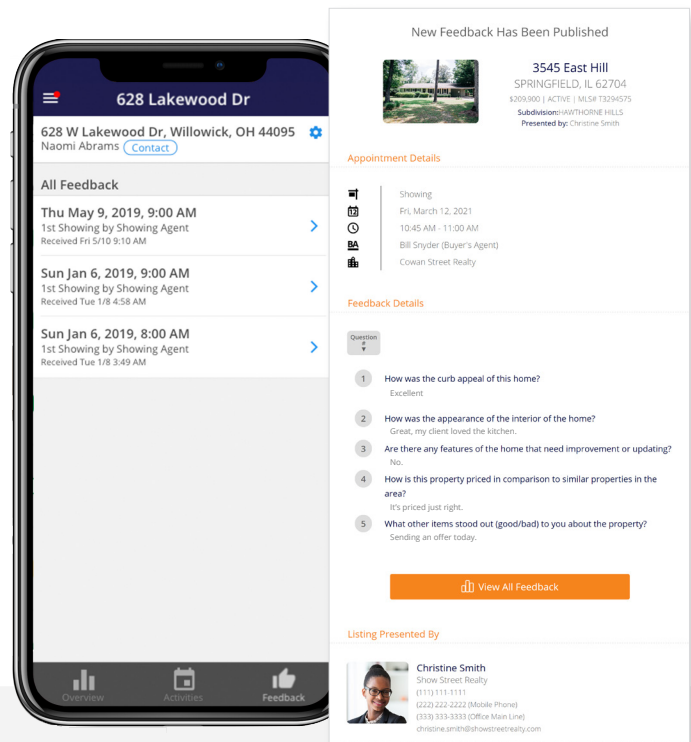 628 Lakewood Dr
628 W Lakewood Dr, Willowick, OH 44095
Naomi Abrams Contact
All Feedback
Thu May 9, 2019, 9:00 AM
1st Showing by Showing Agent
Received Fri 5/10 9:10 AM
Sun Jan 6, 2019, 9:00 AM
1st Showing by Showing Agent
Received Tue 1/8 4:58 AM
Sun Jan 6, 2019, 8:00 AM
1st Showing by Showing Agent
Received Tue 1/8 3:49 AM
Overview Activities Feedback
New Feedback Has Been Published
3545 East Hill
SPRINGFIELD, IL 62704
$209,900 | ACTIVE | MLS# T3294575
Subdivision:HAWTHORNE HILLS
Presented by: Christine Smith
Appointment Details
Showing
12 Fri, March 12, 2021
10:45 AM - 11:00 AM
BA Bill Snyder (Buyer's Agent)
Cowan Street Realty
Feedback Details
Question
#
▼
1 How was the curb appeal of this home?
Excellent
2 How was the appearance of the interior of the home?
Great, my client loved the kitchen.
3 Are there any features of the home that need improvement or updating?
No.
4 How is this property priced in comparison to similar properties in the
area?
It's priced just right.
5 What other items stood out (good/bad) to you about the property?
Sending an offer today.
View All Feedback
Listing Presented By
Christine Smith
Show Street Realty
(111) 111-1111
(222) 222-2222 (Mobile Phone)
(333) 333-3333 (Office Main Line)
christine.smith@showstreetrealty.com